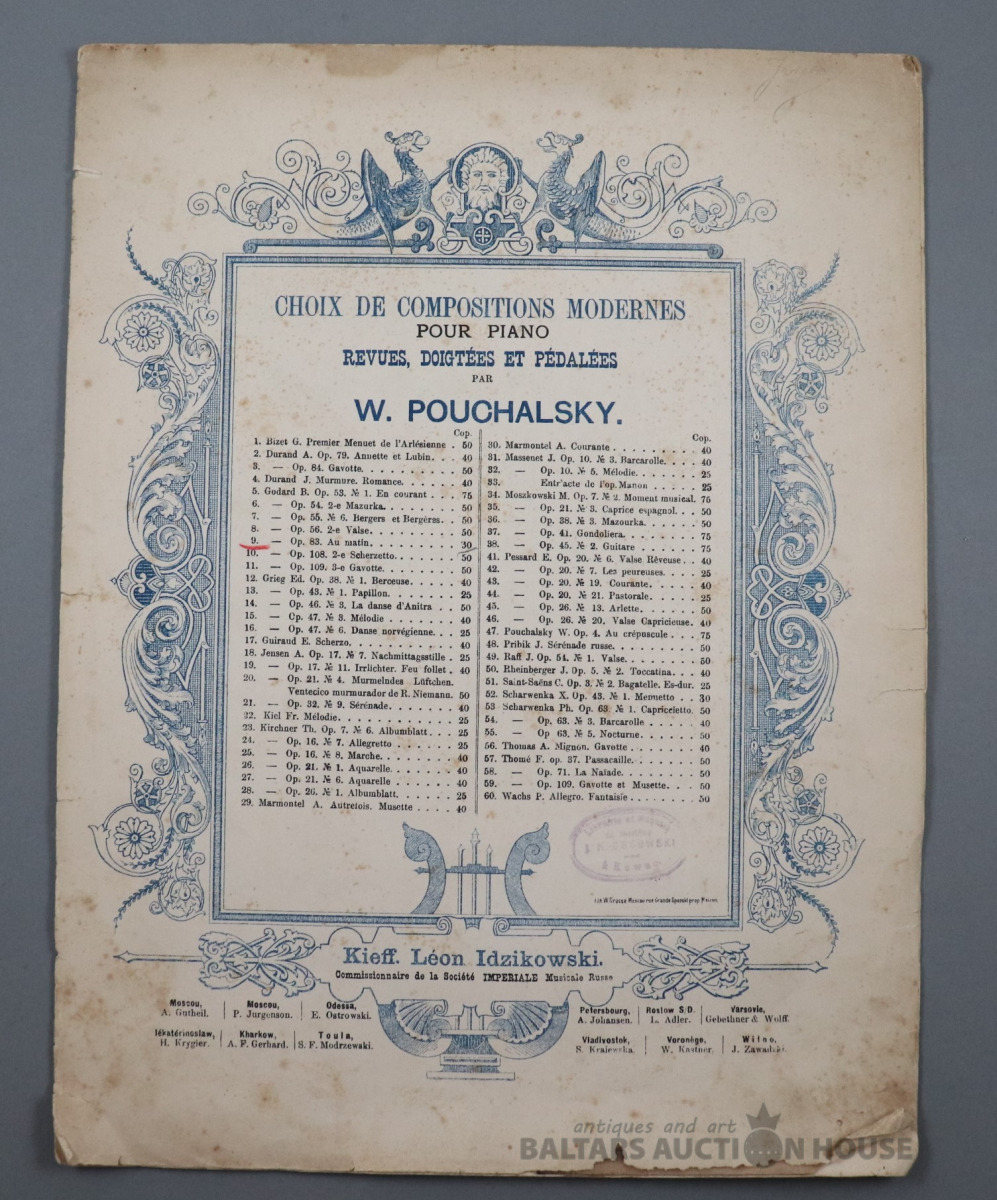 CHOIX DE COMPOSITIONS MODERNES
POUR PIANO
REVUES, DOIGTÉES ET PÉDALÉES
PAR
W. POUCHALSKY.
Cop.
1. Bizet G. Premier Menuet de l'Arlésienne . 50
2. Durand A. Op. 79. Annette et Lubin. . . 40
3. — Op. 84. Gavotte. . . . . . . . . . . 50
4. Durand J. Murmure. Romance. . . . . . . 40
5. Godard B. Op. 53. № 1. En courant . . . 75
6. — Op. 54. 2-e Mazurka. . . . . . . . . 50
7. — Op. 55. № 6. Bergers et Bergères. . . 50
8. — Op. 56. 2-e Valse. . . . . . . . . . 50
9. — Op. 83. Au matin. . . . . . . . . . . 30
10. — Op. 108. 2-e Scherzetto. . . . . . . 50
11. — Op. 109. 3-e Gavotte. . . . . . . . 50
12. Grieg Ed. Op. 38. № 1. Berceuse. . . . 40
13. — Op. 43. № 1. Papillon. . . . . . . . 25
14. — Op. 46. № 3. La danse d'Anitra . . . 50
15. — Op. 47. № 3. Mélodie . . . . . . . . 40
16. — Op. 47. № 6. Danse norvégienne. . . 25
17. Guiraud E. Scherzo. . . . . . . . . . 40
18. Jensen A. Op. 17. № 7. Nachmittagsstille . 25
19. — Op. 17. № 11. Irrlichter. Feu follet . 40
20. — Op. 21. № 4. Murmelndes Lüftchen.
Ventecico murmurador de R. Niemann. 50
21. — Op. 32. № 9. Sérénade. . . . . . . . 40
22. Kiel Fr. Mélodie. . . . . . . . . . . 25
23. Kirchner Th. Op. 7. № 6. Albumblatt . . . 25
24. — Op. 16. № 7. Allegretto . . . . . . . 25
25. — Op. 16. № 8. Marche. . . . . . . . . 40
26. — Op. 21. № 1. Aquarelle. . . . . . . . 40
27. — Op. 21. № 6. Aquarelle . . . . . . . 40
28. — Op. 26. № 1. Albumblatt. . . . . . . 25
29. Marmontel A. Autrefois. Musette . . . . 40
Cop.
30. Marmontel A. Courante . . . . . . . . . 40
31. Massenet J. Op. 10. № 3. Barcarolle. . . . 40
32. — Op. 10. № 5. Mélodie. . . . . . . . . 25
33. Entr'acte de l'op. Manon . . . . . . . . 25
34. Moszkowski M. Op. 7. № 2. Moment musical. 75
35. — Op. 21. № 3. Caprice espagnol. . . . . 50
36. — Op. 38. № 3. Mazourka. . . . . . . . . 50
37. — Op. 41. Gondoliera. . . . . . . . . . 75
38. — Op. 45. № 2. Guitare . . . . . . . . . 75
41. Pessard E. Op. 20. № 6. Valse Rêveuse. . . 40
42. — Op. 20. № 7. Les peureuses. . . . . . 25
43. — Op. 20. № 19. Courante. . . . . . . . 40
44. — Op. 20. № 21. Pastorale. . . . . . . . 25
45. — Op. 26. № 13. Arlette. . . . . . . . . 50
46. — Op. 26. № 20. Valse Capricieuse. 40
47. Pouchalsky W. Op. 4. Au crépuscule . . . . 75
48. Pribik J. Sérénade russe. . . . . . . . . 50
49. Raff J. Op. 54. № 1. Valse. . . . . . . . 50
50. Rheinberger J. Op. 5. № 2. Toccatina. . . . 40
51. Saint-Saëns C. Op. 3. № 2. Bagatelle. Es-dur. 25
52. Scharwenka X. Op. 43. № 1. Menuetto . . 30
53 Scharwenka Ph. Op. 63 № 1. Capriccietto. 50
54. — Op. 63. № 3. Barcarolle . . . . . . . 40
55. — Op 63. № 5. Nocturne. . . . . . . . . 50
56. Thomas A. Mignon. Gavotte . . . . . . . . 40
57. Thomé F. op. 37. Passacaille. . . . . . . 50
58. — Op. 71. La Naïade. . . . . . . . . . . 50
59. — Op. 109. Gavotte et Musette. . . . . . 50
60. Wachs P. Allegro. Fantaisie . . . . . . . 50
Kieff. Léon Idzikowski.
Commissionnaire de la Société IMPERIALE Musicale Russe
Moscou, Moscou, Odessa, Petersbourg, Rostow S/D. Varsovie,
A. Gutheil. P. Jurgenson. E. Ostrowski. A. Johansen. L. Adler. Gebethner & Wolff.
Iékatérinoslaw, Kharkow, Toula, Vladivostok, Voronège, Wilno,
H. Krygier. A. F. Gerhard. S. F. Modrzewski. S. Kraiewska. W. Kastner. J. Zawadzki.
antiques and art
BALTARS AUCTION HOUSE